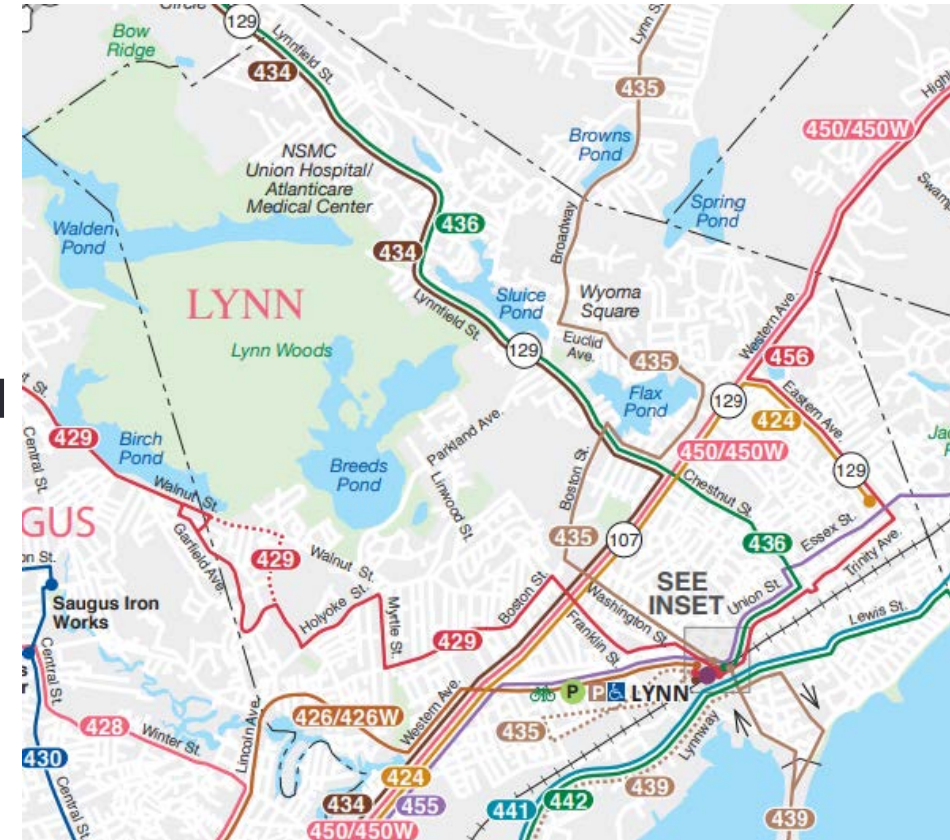 Circle
129
Bow
Ridge
Lynnfield St.
434
Lynn S
435
High
450/450W
Browns
Pond
NSMC
Union Hospital/
Atlanticare
Medical Center
Swamp
Spring
Pond
436
Walden
Pond
434
Broadway
LYNN
Lynnfield St.
Sluice
Pond
Wyoma
Square
Lynn Woods
129
Euclid
Ave.
435
Western Ave.
456
Flax
Pond
129
Eastern Ave.
424
t St.
Central St.
429
Birch
Pond
Parkland Ave.
Breeds
Pond
450/450W
Jac
P
129
Walnut St.
Linwood St.
Boston St.
Chestnut St.
GUS
Garfield Ave.
435
107
436
Essex St.
on St.
429
Walnut St.
Trinity Ave.
Saugus Iron
Works
Holyoke St.
Boston St.
SEE
INSET
Union St.
Washington St.
Lewis St.
Myrtle St.
429
Franklin St.
s
r
Central St.
P
P
LYNN
428
Winter St.
Lincoln Ave.
426/426W
Western Ave.
435
Lynnway
430
Central St.
424
439
434
455
441
442
450/450W
439